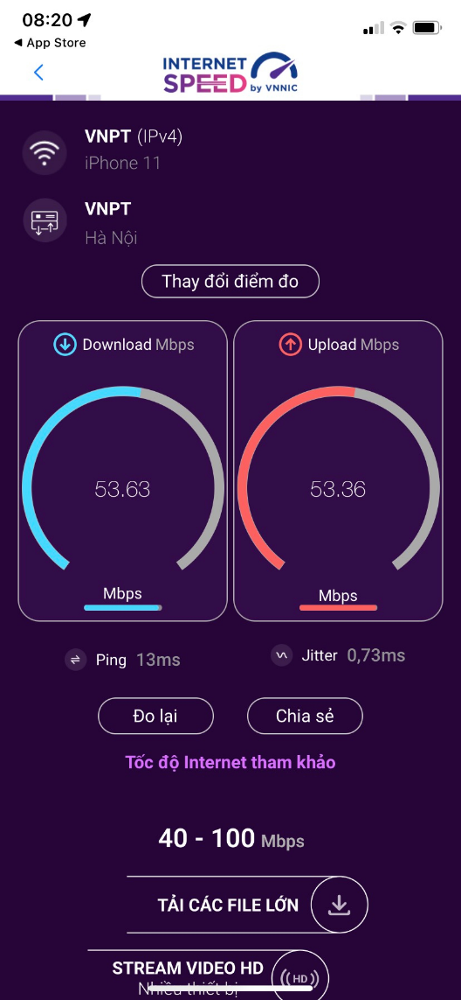 08:20
App Store
INTERNET
SPEED by VNNIC
VNPT (IPv4)
iPhone 11
VNPT
Hà Nội
Thay đổi điểm đo
Download Mbps
Upload Mbps
53.63
53.36
Mbps
Mbps
Ping 13ms
Jitter 0,73ms
Đo lại
Chia sẻ
Tốc độ Internet tham khảo
40 - 100 Mbps
TẢI CÁC FILE LỚN
STREAM VIDEO HD
HD
Nhiều thiết bị